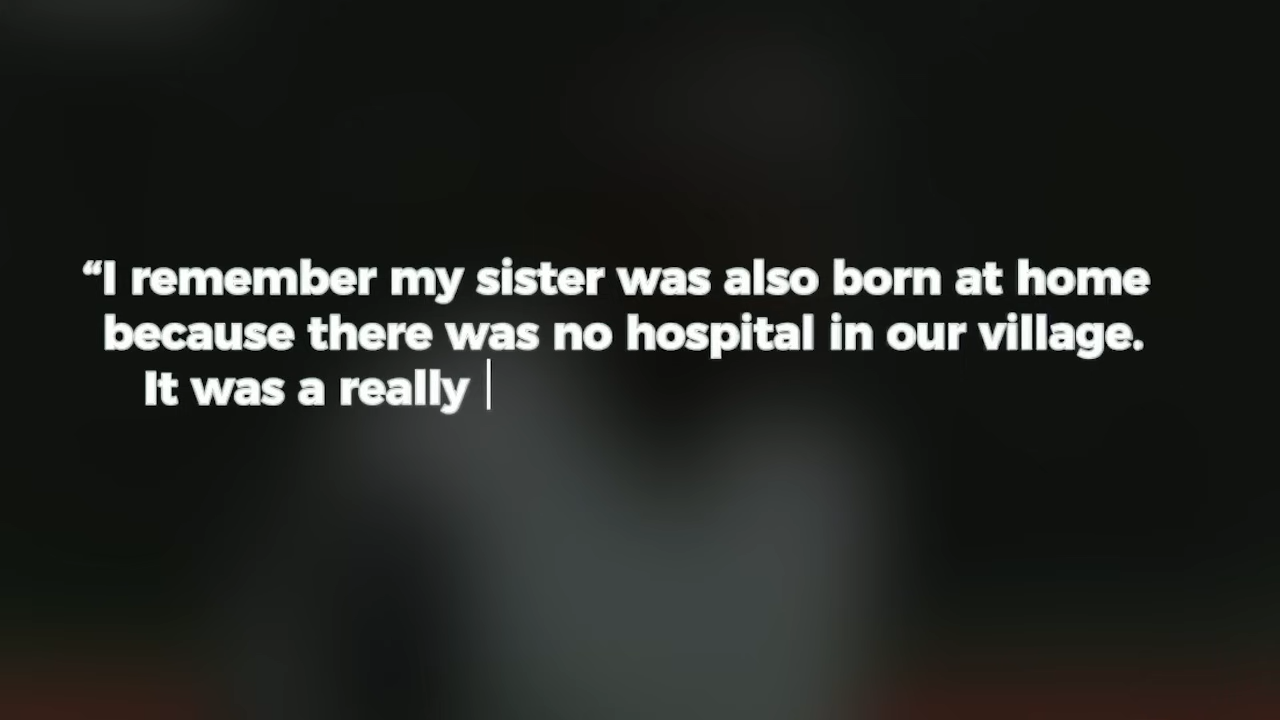 “I remember my sister was also born at home
because there was no hospital in our village.
It was a really